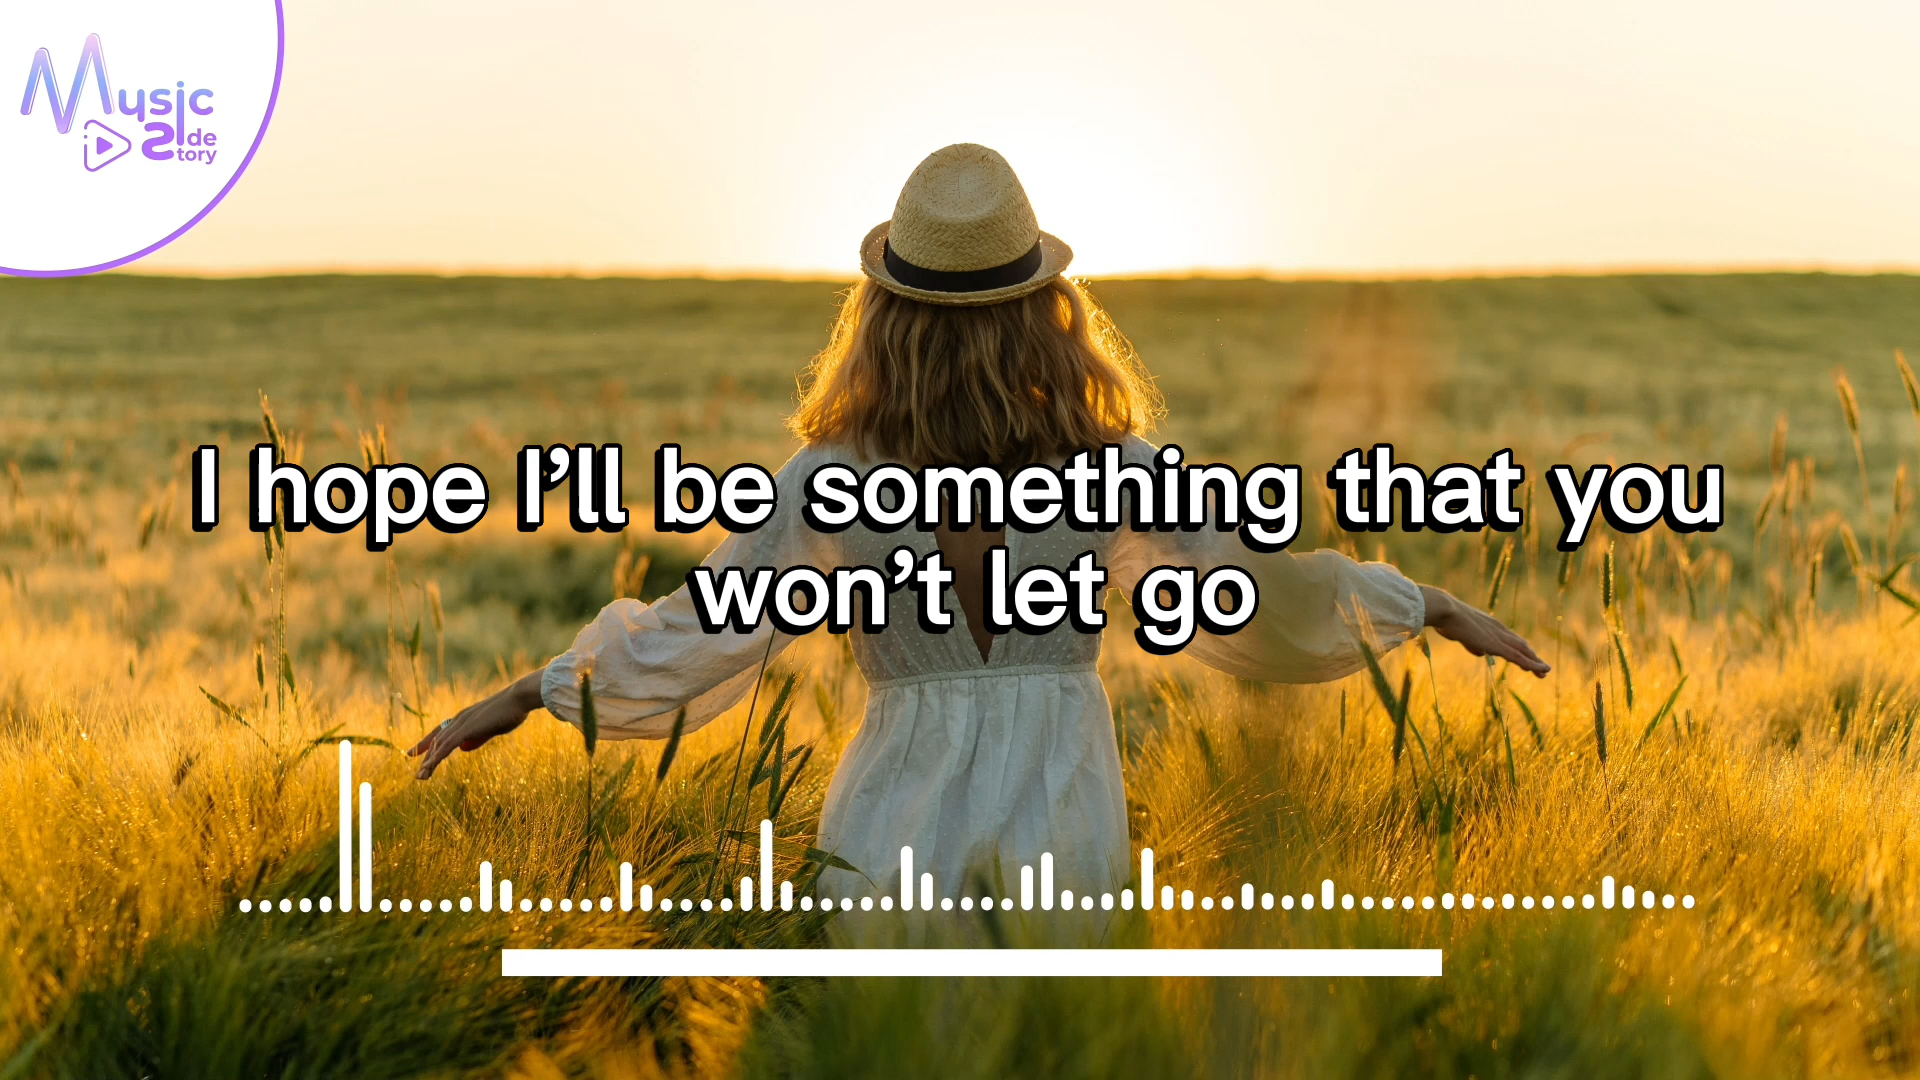 Music
Side
Story
I hope I’ll be something that you
won’t let go